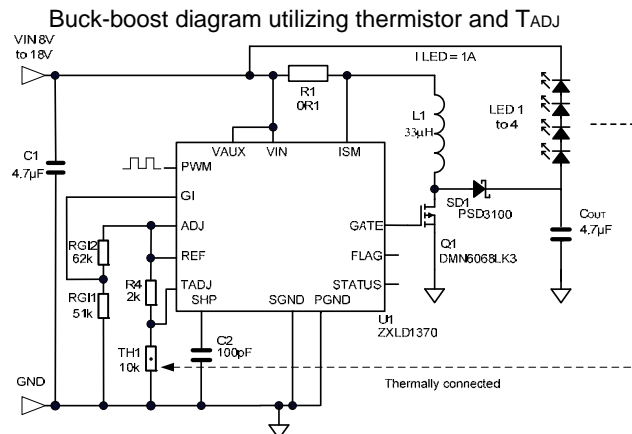 Buck-boost diagram utilizing thermistor and TADJ
VIN 8V
to 18V
I LED = 1A
R1
0R1
L1
33µH
LED 1
to 4
C1
4.7µF
VAUX
VIN
ISM
PWM
GI
ADJ
REF
TADJ
SHP
SGND
PGND
GATE
FLAG
STATUS
RGI2
62k
RGI1
51k
R4
2k
TH1
10k
C2
100pF
SD1
PSD3100
Q1
DMN6068LK3
COUT
4.7µF
U1
ZXLD1370
Thermally connected
GND